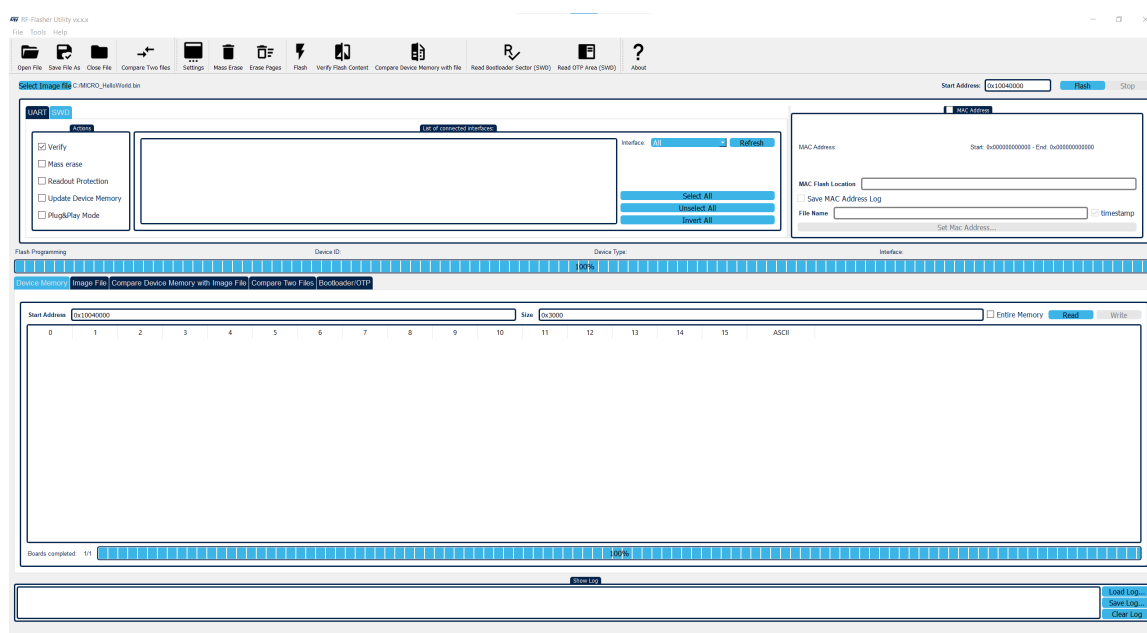 RF-Flasher Utility vx.x.x
File Tools Help
Open File Save File As Close File Compare Two files Settings Mass Erase Erase Pages Flash Verify Flash Content Compare Device Memory with file Read Bootloader Sector (SWD) Read OTP Area (SWD) About
Select Image file C:/MICRO_HelloWorld.bin Start Address: 0x10040000 Flash Stop
UART SWD MAC Address
Actions List of connected interfaces:
Verify Interface: All Refresh MAC Address: Start: 0x000000000000 - End: 0x000000000000
Mass erase
Readout Protection MAC Flash Location
Update Device Memory Select All Save MAC Address Log
Plug&Play Mode Unselect All File Name timestamp
Invert All Set Mac Address...
Flash Programming Device ID: Device Type: Interface:
100%
Device Memory Image File Compare Device Memory with Image File Compare Two Files Bootloader/OTP
Start Address 0x10040000 Size 0x3000 Entire Memory Read Write
0 1 2 3 4 5 6 7 8 9 10 11 12 13 14 15 ASCII
Boards completed: 1/1 100%
Show Log
Load Log...
Save Log...
Clear Log